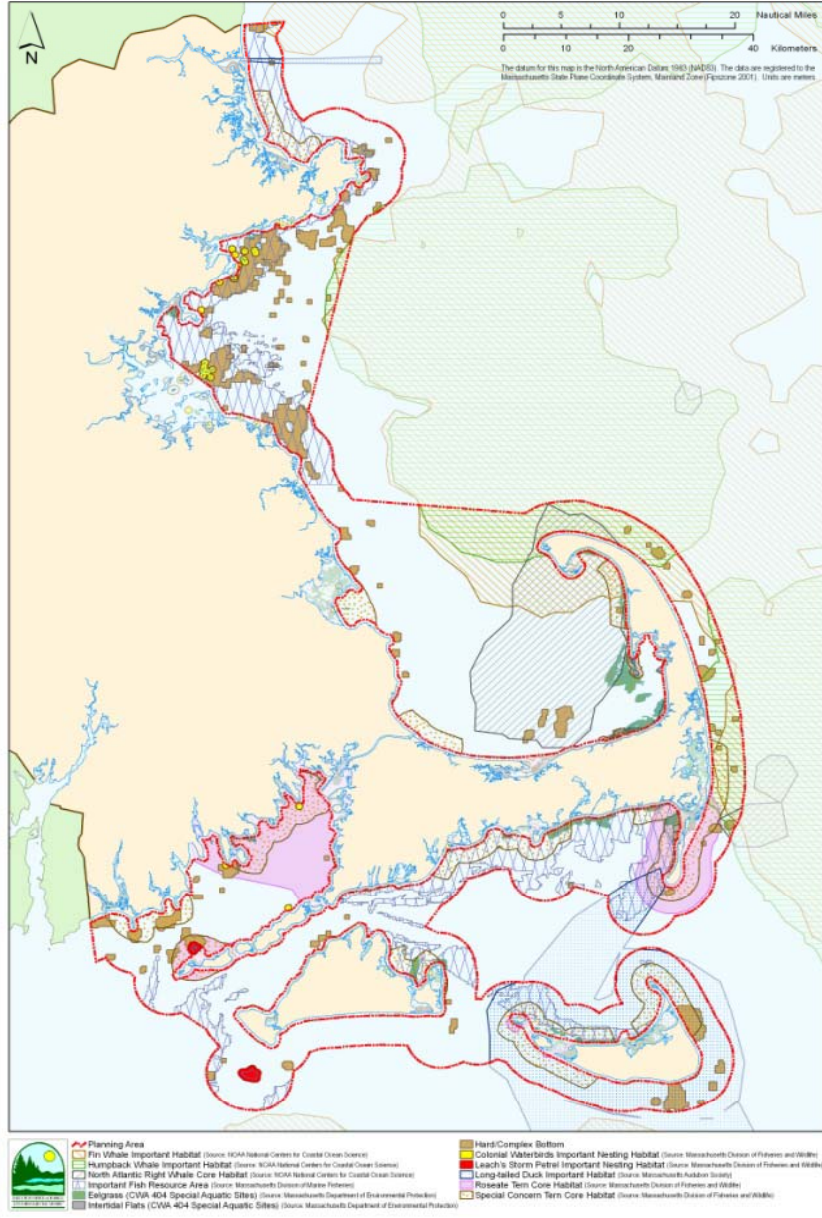 N
0 5 10 20 Nautical Miles
0 10 20 40 Kilometers
The datum for this map is the North American Datum 1983 (NAD83). The data are registered to the
Massachusetts State Plane Coordinate System, Mainland Zone (Fipszone 2001). Units are meters.
Planning Area
Fin Whale Important Habitat (Source: NOAA National Centers for Coastal Ocean Science)
Humpback Whale Important Habitat (Source: NOAA National Centers for Coastal Ocean Science)
North Atlantic Right Whale Core Habitat (Source: NOAA National Centers for Coastal Ocean Science)
Important Fish Resource Area (Source: Massachusetts Division of Marine Fisheries)
Eelgrass (CWA 404 Special Aquatic Sites) (Source: Massachusetts Department of Environmental Protection)
Intertidal Flats (CWA 404 Special Aquatic Sites) (Source: Massachusetts Department of Environmental Protection)
Hard/Complex Bottom
Colonial Waterbirds Important Nesting Habitat (Source: Massachusetts Division of Fisheries and Wildlife)
Leach's Storm Petrel Important Nesting Habitat (Source: Massachusetts Division of Fisheries and Wildlife)
Long-tailed Duck Important Habitat (Source: Massachusetts Audubon Society)
Roseate Tern Core Habitat (Source: Massachusetts Division of Fisheries and Wildlife)
Special Concern Tern Core Habitat (Source: Massachusetts Division of Fisheries and Wildlife)